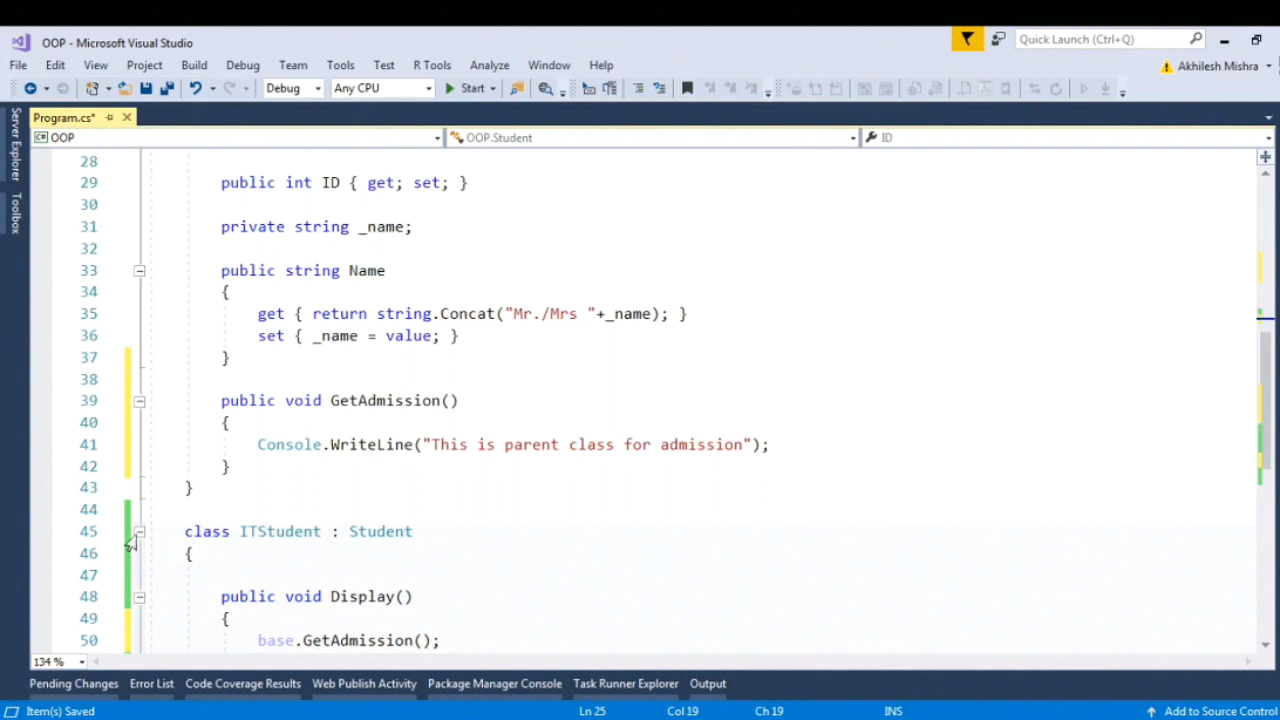 OOP - Microsoft Visual Studio
Quick Launch (Ctrl+Q)
File Edit View Project Build Debug Team Tools Test R Tools Analyze Window Help
Akhilesh Mishra
Debug Any CPU Start
Program.cs*
OOP OOP.Student ID
Server Explorer
Toolbox
28
29 public int ID { get; set; }
30
31 private string _name;
32
33 public string Name
34 {
35 get { return string.Concat("Mr./Mrs "+_name); }
36 set { _name = value; }
37 }
38
39 public void GetAdmission()
40 {
41 Console.WriteLine("This is parent class for admission");
42 }
43 }
44
45 class ITStudent : Student
46 {
47
48 public void Display()
49 {
50 base.GetAdmission();
134 %
Pending Changes Error List Code Coverage Results Web Publish Activity Package Manager Console Task Runner Explorer Output
Item(s) Saved Ln 25 Col 19 Ch 19 INS Add to Source Control